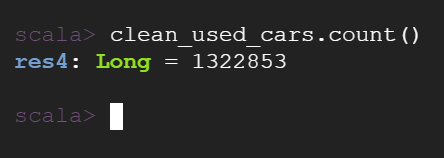 scala> clean_used_cars.count()
res4: Long = 1322853
scala>